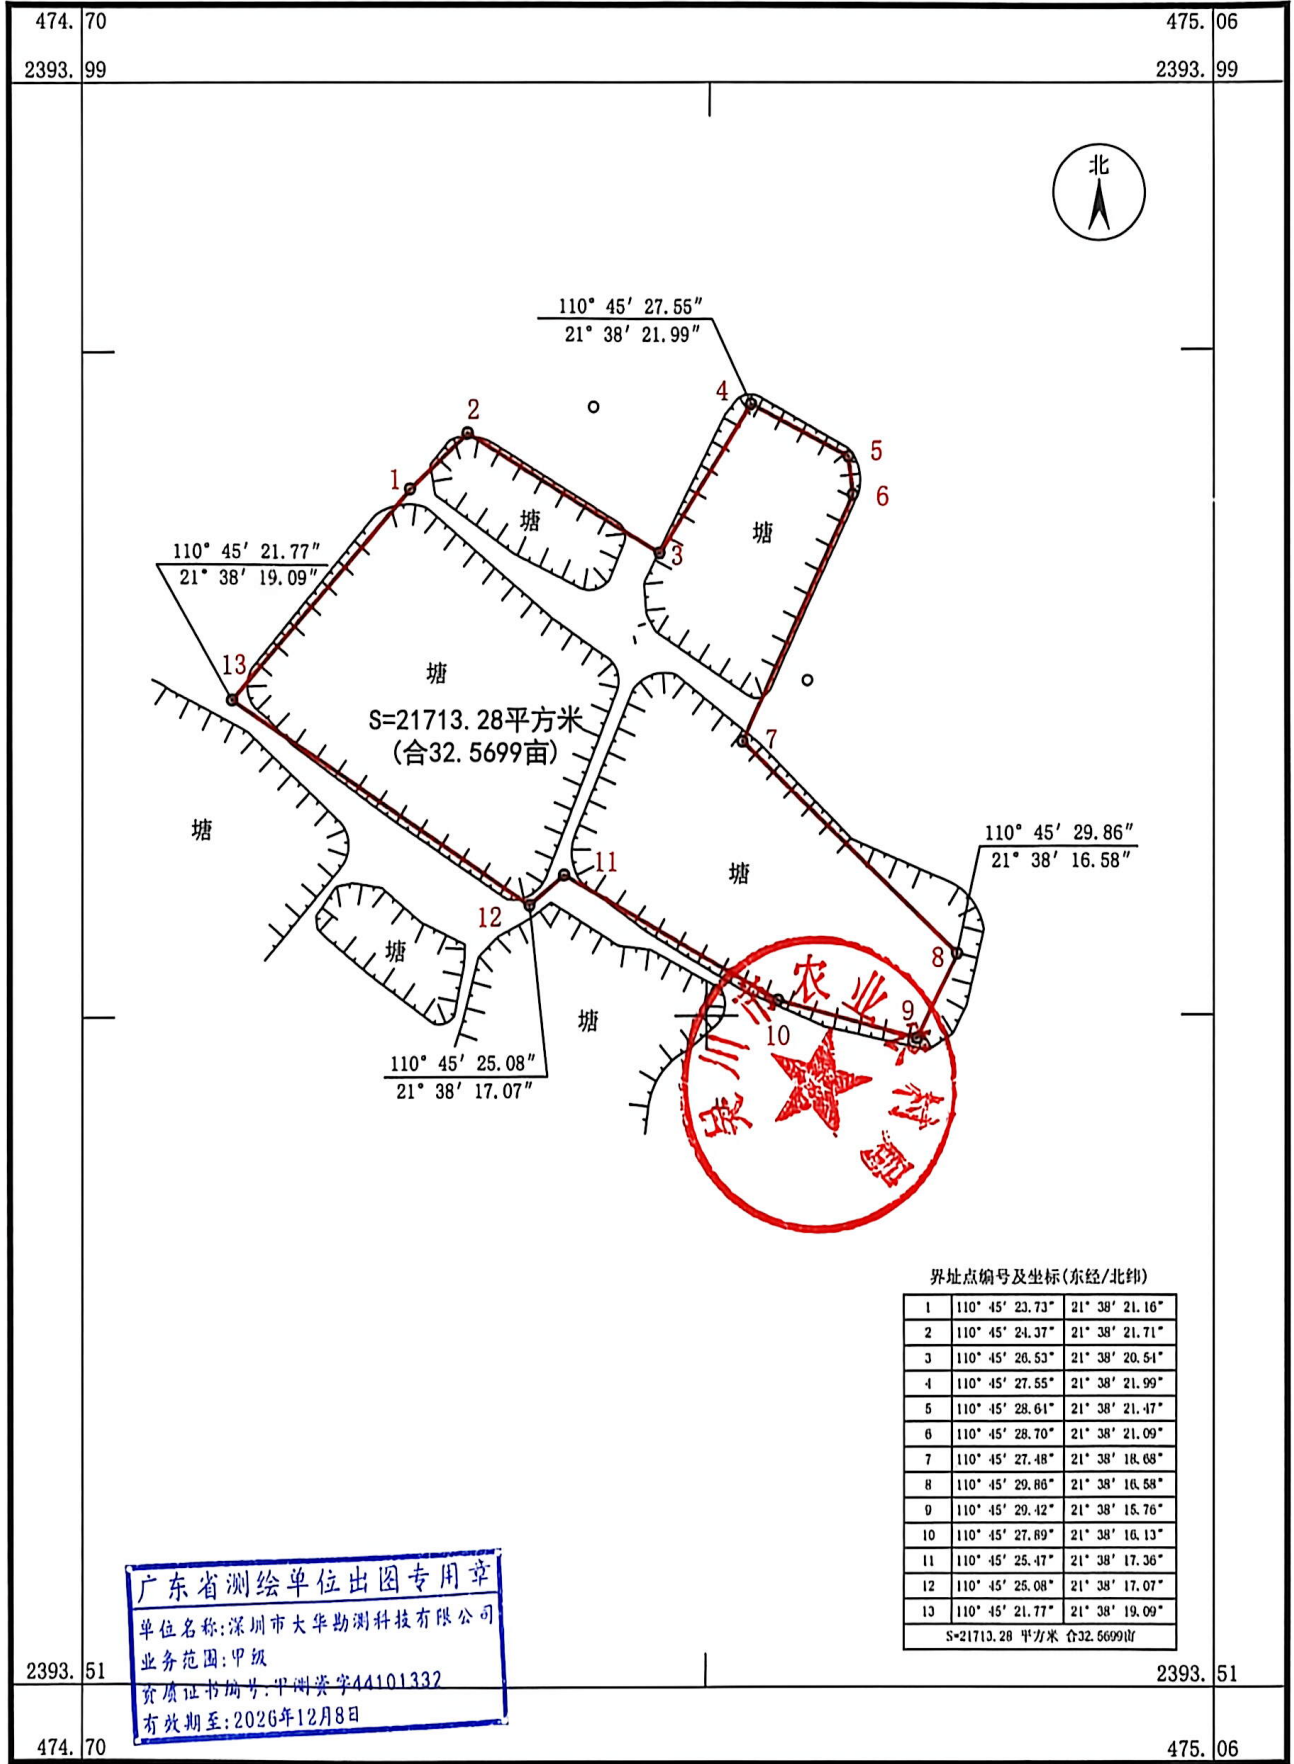 474.70
475.06
2393.99
2393.99
北
110° 45′ 27.55″
21° 38′ 21.99″
4
2
5
1
6
塘
塘
3
110° 45′ 21.77″
21° 38′ 19.09″
13
塘
S=21713.28平方米
(合32.5699亩)
7
塘
110° 45′ 29.86″
21° 38′ 16.58″
11
塘
12
塘
8
农业
9
10
塘
110° 45′ 25.08″
21° 38′ 17.07″
界址点编号及坐标(东经/北纬)
1 110° 45′ 23.73″ 21° 38′ 21.16″
2 110° 45′ 24.37″ 21° 38′ 21.71″
3 110° 45′ 26.53″ 21° 38′ 20.54″
4 110° 45′ 27.55″ 21° 38′ 21.99″
5 110° 45′ 28.61″ 21° 38′ 21.47″
6 110° 45′ 28.70″ 21° 38′ 21.09″
7 110° 45′ 27.48″ 21° 38′ 18.68″
8 110° 45′ 29.86″ 21° 38′ 16.58″
9 110° 45′ 29.42″ 21° 38′ 15.76″
10 110° 45′ 27.89″ 21° 38′ 16.13″
11 110° 45′ 25.47″ 21° 38′ 17.36″
12 110° 45′ 25.08″ 21° 38′ 17.07″
13 110° 45′ 21.77″ 21° 38′ 19.09″
S=21713.28 平方米 合32.5699亩
广东省测绘单位出图专用章
单位名称:深圳市大华勘测科技有限公司
业务范围:甲级
资质证书编号:甲测资字44101332
有效期至:2026年12月8日
2393.51
2393.51
474.70
475.06